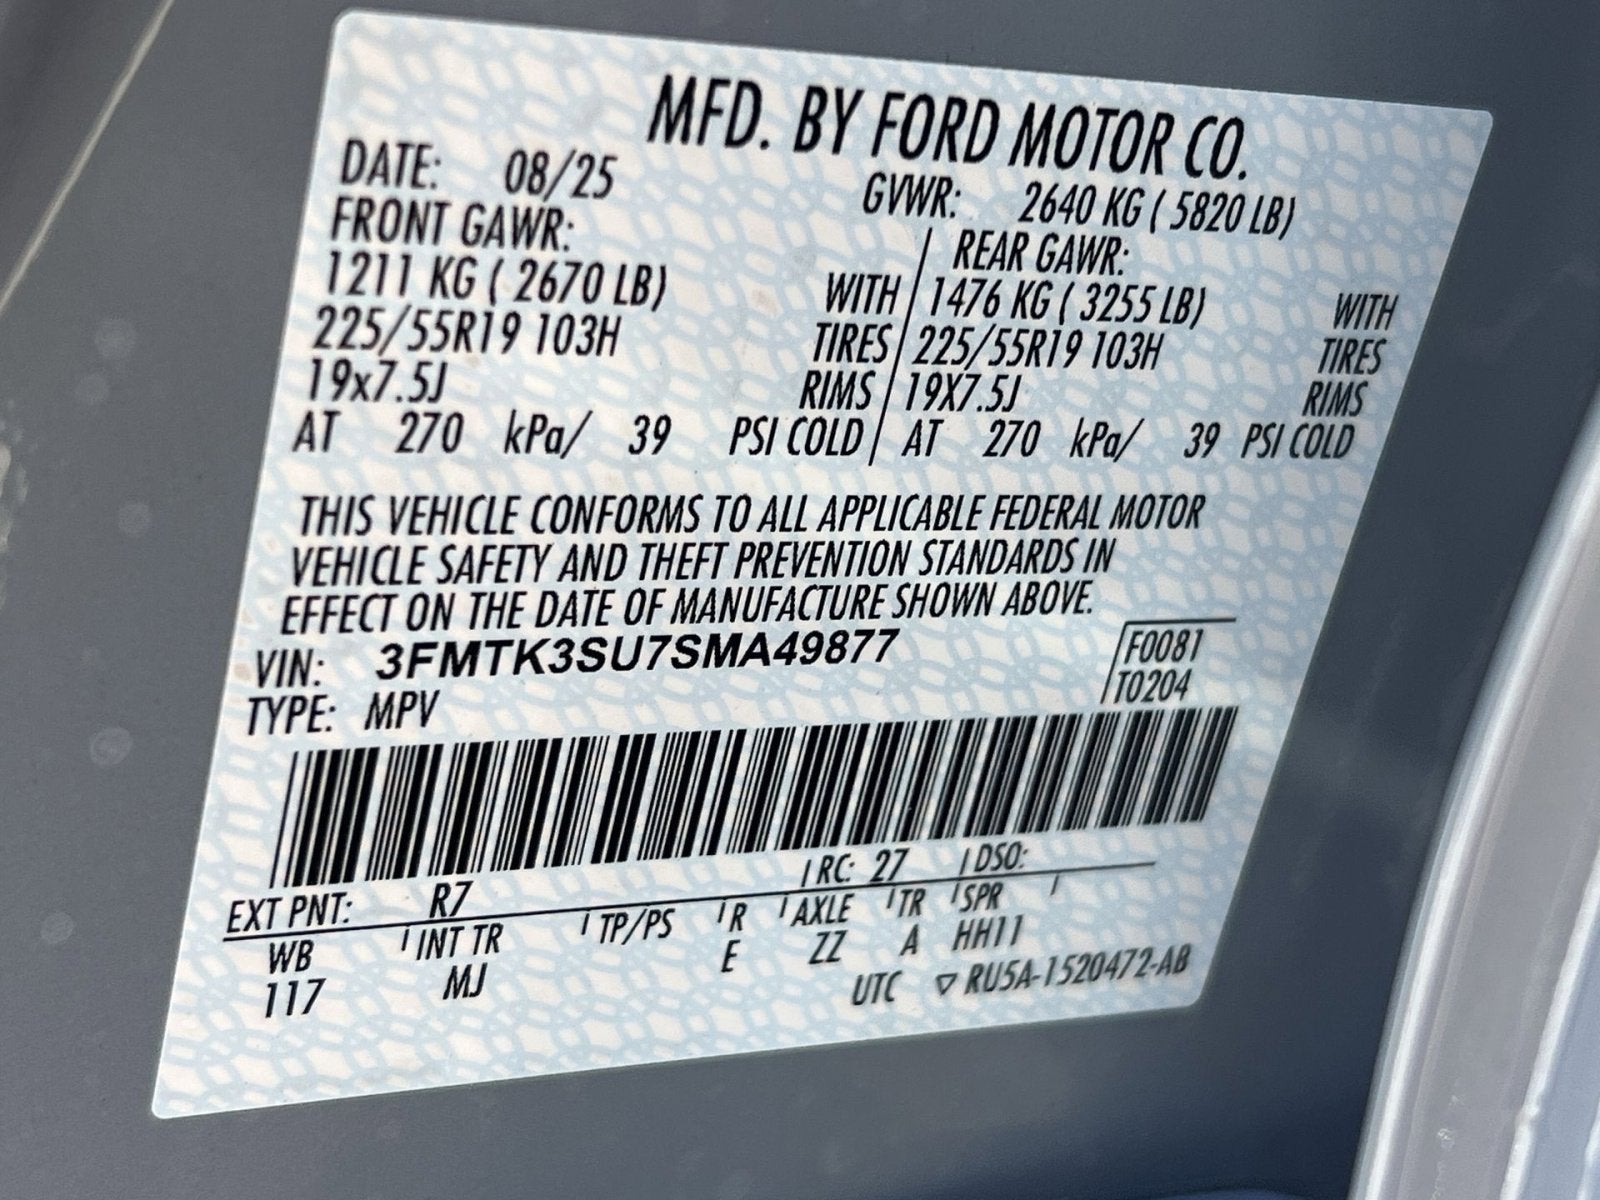 MFD. BY FORD MOTOR CO.
DATE: 08/25 GVWR: 2640 KG ( 5820 LB)
FRONT GAWR: REAR GAWR:
1211 KG ( 2670 LB) WITH 1476 KG ( 3255 LB) WITH
225/55R19 103H TIRES 225/55R19 103H TIRES
19x7.5J RIMS 19X7.5J RIMS
AT 270 kPa/ 39 PSI COLD AT 270 kPa/ 39 PSI COLD
THIS VEHICLE CONFORMS TO ALL APPLICABLE FEDERAL MOTOR
VEHICLE SAFETY AND THEFT PREVENTION STANDARDS IN
EFFECT ON THE DATE OF MANUFACTURE SHOWN ABOVE.
VIN: 3FMTK3SU7SMA49877 F0081
TYPE: MPV T0204
EXT PNT: R7 RC: 27 DSO:
WB INT TR TP/PS R AXLE TR SPR
117 MJ E ZZ A HH11
UTC ▽ RU5A-1520472-AB